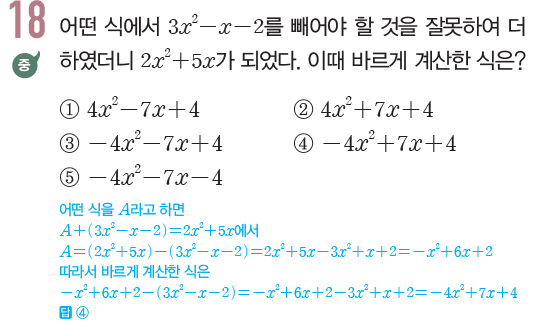 18 어떤 식에서 3x²－x－2를 빼어야 할 것을 잘못하여 더
중 하였더니 2x²＋5x가 되었다. 이때 바르게 계산한 식은?
① 4x²－7x＋4 ② 4x²＋7x＋4
③ －4x²－7x＋4 ④ －4x²＋7x＋4
⑤ －4x²－7x－4
어떤 식을 A라고 하면
A＋(3x²－x－2)＝2x²＋5x에서
A＝(2x²＋5x)－(3x²－x－2)＝2x²＋5x－3x²＋x＋2＝－x²＋6x＋2
따라서 바르게 계산한 식은
－x²＋6x＋2－(3x²－x－2)＝－x²＋6x＋2－3x²＋x＋2＝－4x²＋7x＋4
답 ④